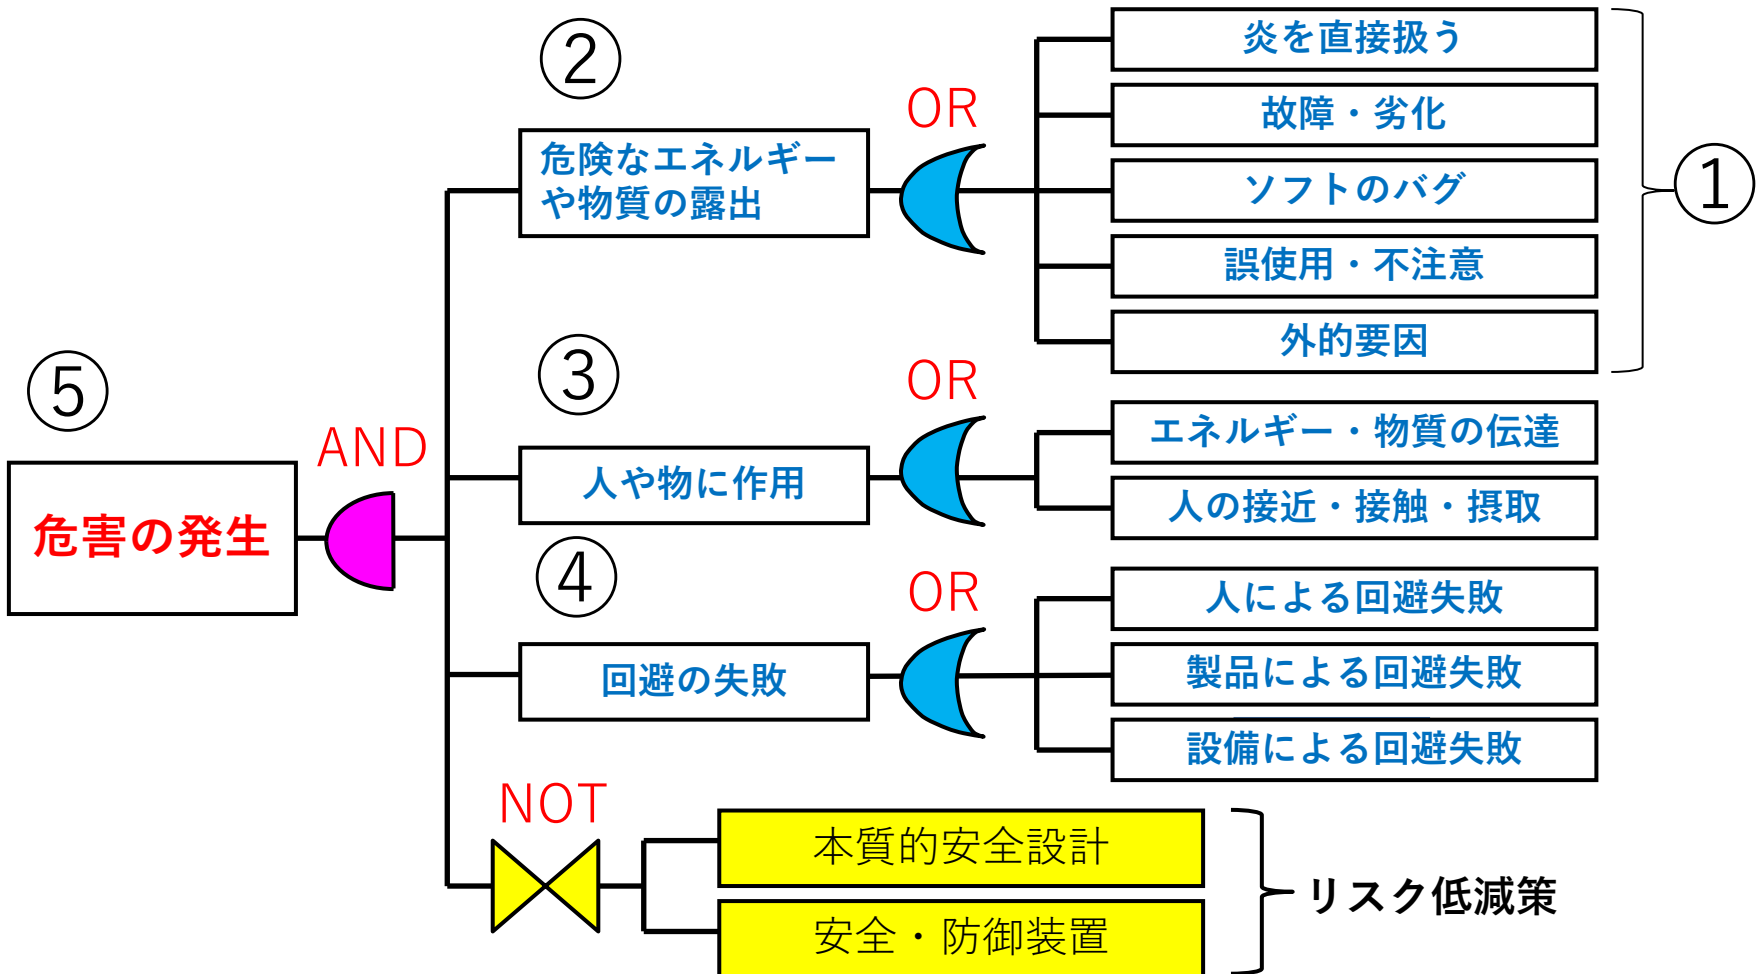 ②
OR
危険なエネルギー
や物質の露出
炎を直接扱う
故障・劣化
ソフトのバグ
誤使用・不注意
外的要因
①
⑤
AND
危害の発生
③
OR
人や物に作用
エネルギー・物質の伝達
人の接近・接触・摂取
④
OR
回避の失敗
人による回避失敗
製品による回避失敗
設備による回避失敗
NOT
本質的安全設計
安全・防御装置
リスク低減策